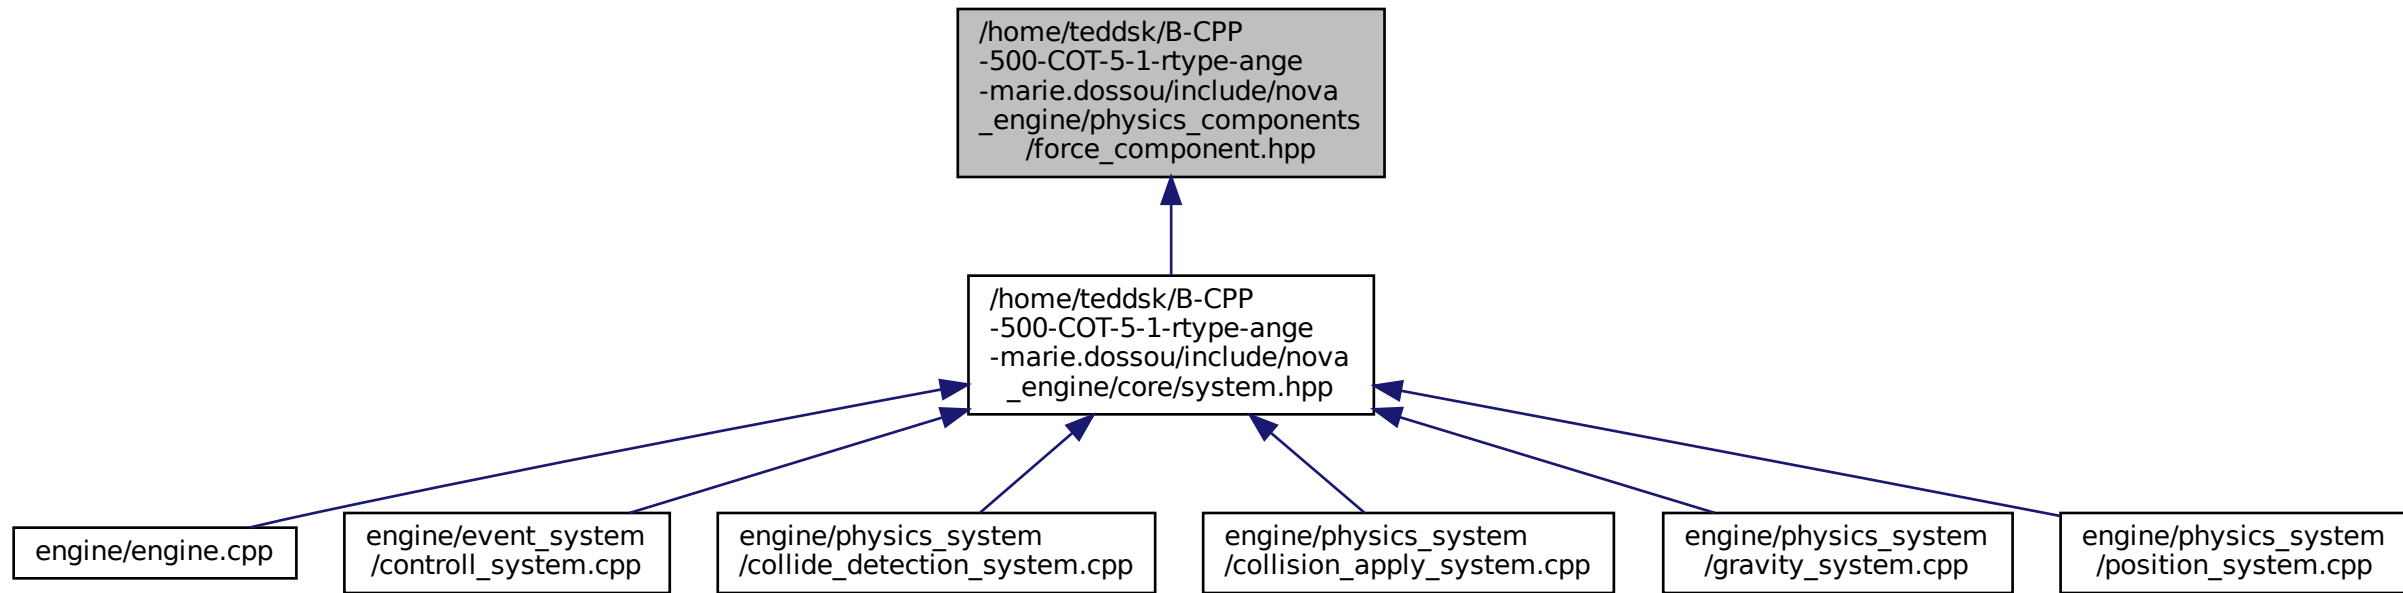 /home/teddsk/B-CPP
-500-COT-5-1-rtype-ange
-marie.dossou/include/nova
_engine/physics_components
/force_component.hpp
/home/teddsk/B-CPP
-500-COT-5-1-rtype-ange
-marie.dossou/include/nova
_engine/core/system.hpp
engine/engine.cpp
engine/event_system
/controll_system.cpp
engine/physics_system
/collide_detection_system.cpp
engine/physics_system
/collision_apply_system.cpp
engine/physics_system
/gravity_system.cpp
engine/physics_system
/position_system.cpp